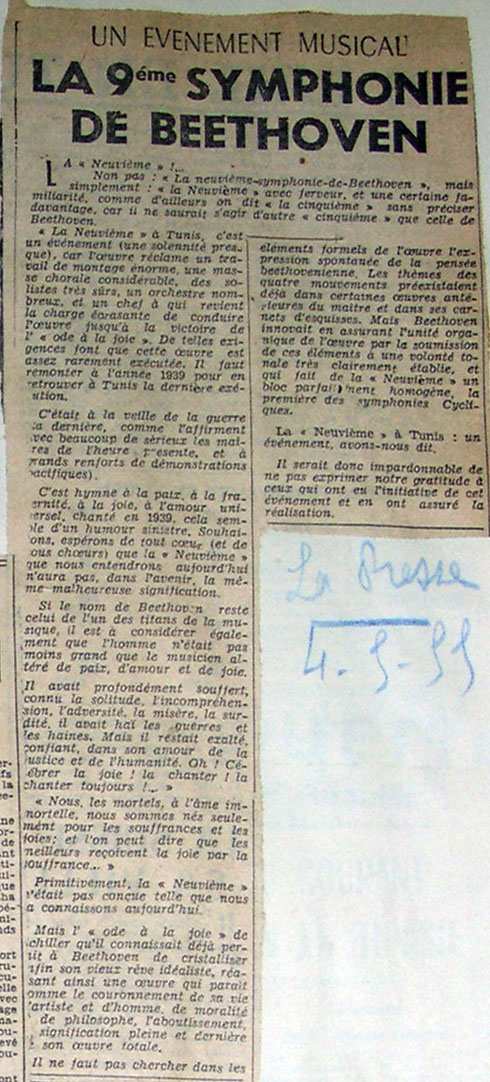 UN EVENEMENT MUSICAL
LA 9éme SYMPHONIE
DE BEETHOVEN
LA « Neuvième » !...
Non pas : « La neuvième-symphonie-de-Beethoven », mais
simplement : « la Neuvième » avec ferveur, et une certaine fa-
miliarité, comme d'ailleurs on dit « la cinquième » sans préciser
davantage, car il ne saurait s'agir d'autre « cinquième » que celle de
Beethoven.
« La Neuvième » à Tunis, c'est
un événement (une solennité pres-
que), car l'œuvre réclame un tra-
vail de montage énorme, une mas-
se chorale considérable, des so-
listes très sûrs, un orchestre nom-
breux, et un chef à qui revient
la charge écrasante de conduire
l'œuvre jusqu'à la victoire de
l'« ode à la joie ». De telles exi-
gences font que cette œuvre est
assez rarement exécutée. Il faut
remonter à l'année 1939 pour en
retrouver à Tunis la dernière exé-
cution.
C'était à la veille de la guerre
(la dernière, comme l'affirment
avec beaucoup de sérieux les maî-
tres de l'heure présente, et à
grands renforts de démonstrations
pacifiques).
C'est hymne à la paix, à la fra-
ternité, à la joie, à l'amour uni-
versel, chanté en 1939, cela sem-
ble d'un humour sinistre. Souhai-
ons, espérons de tout cœur (et de
tous chœurs) que la « Neuvième »
que nous entendrons aujourd'hui
n'aura pas, dans l'avenir, la mê-
me malheureuse signification.
Si le nom de Beethoven reste
celui de l'un des titans de la mu-
sique, il est à considérer égale-
ment que l'homme n'était pas
moins grand que le musicien al-
téré de paix, d'amour et de joie.
Il avait profondément souffert,
connu la solitude, l'incompréhen-
sion, l'adversité, la misère, la sur-
dité, il avait haï les guerres et
les haines. Mais il restait exalté,
confiant, dans son amour de la
justice et de l'humanité. Oh ! Cé-
lébrer la joie ! la chanter ! la
chanter toujours !... »
« Nous, les mortels, à l'âme im-
mortelle, nous sommes nés seule-
ment pour les souffrances et les
joies; et l'on peut dire que les
meilleurs reçoivent la joie par la
souffrance... »
Primitivement, la « Neuvième »
n'était pas conçue telle que nous
la connaissons aujourd'hui.
Mais l'« ode à la joie » de
Schiller qu'il connaissait déjà per-
mit à Beethoven de cristalliser
enfin son vieux rêve idéaliste, réa-
lisant ainsi une œuvre qui paraît
comme le couronnement de sa vie
d'artiste et d'homme, de moralité
de philosophe, l'aboutissement,
signification pleine et dernière
de son œuvre totale.
Il ne faut pas chercher dans les
éléments formels de l'œuvre l'ex-
pression spontanée de la pensée
beethovenienne. Les thèmes des
quatre mouvements préexistaient
déjà dans certaines œuvres anté-
rieures du maître et dans ses car-
nets d'esquisses. Mais Beethoven
innovait en assurant l'unité orga-
nique de l'œuvre par la soumission
de ces éléments à une volonté to-
nale très clairement établie, et
qui fait de la « Neuvième » un
bloc parfaitement homogène, la
première des symphonies Cycli-
ques.
La « Neuvième » à Tunis : un
événement, avons-nous dit.
Il serait donc impardonnable de
ne pas exprimer notre gratitude à
ceux qui ont eu l'initiative de cet
événement et en ont assuré la
réalisation.
La Presse
4-5-55